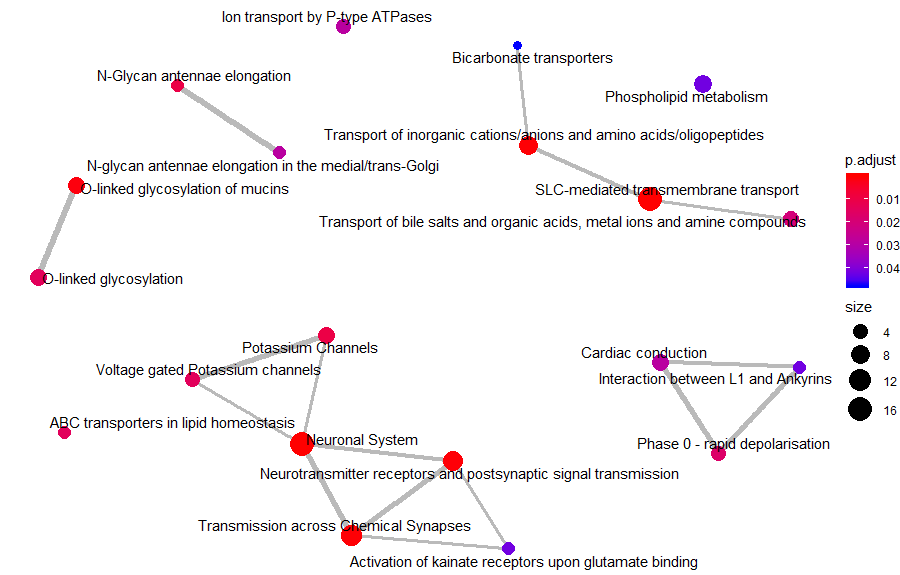 Ion transport by P-type ATPases
Bicarbonate transporters
N-Glycan antennae elongation
Phospholipid metabolism
Transport of inorganic cations/anions and amino acids/oligopeptides
N-glycan antennae elongation in the medial/trans-Golgi
O-linked glycosylation of mucins
SLC-mediated transmembrane transport
Transport of bile salts and organic acids, metal ions and amine compounds
O-linked glycosylation
Potassium Channels
Voltage gated Potassium channels
Cardiac conduction
Interaction between L1 and Ankyrins
ABC transporters in lipid homeostasis
Neuronal System
Phase 0 - rapid depolarisation
Neurotransmitter receptors and postsynaptic signal transmission
Transmission across Chemical Synapses
Activation of kainate receptors upon glutamate binding
p.adjust
0.01
0.02
0.03
0.04
size
4
8
12
16